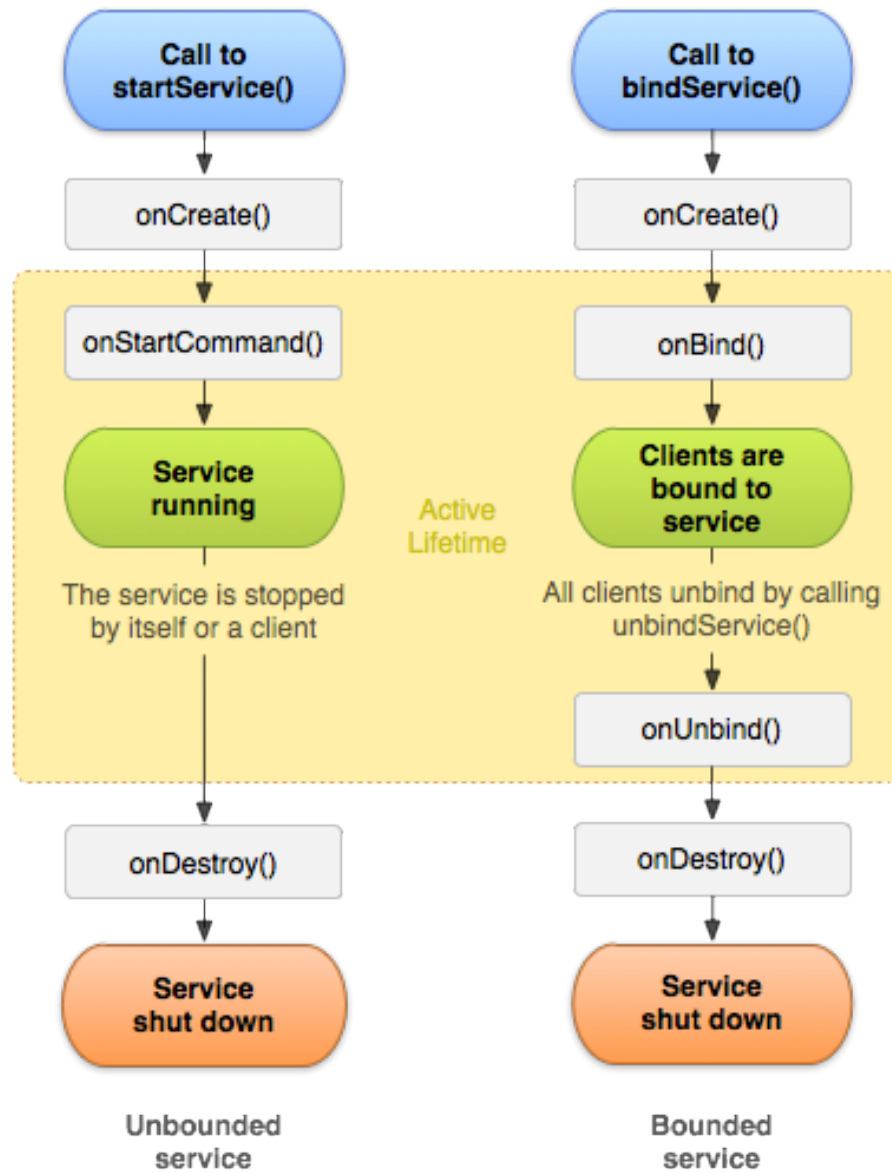 Call to
startService()
onCreate()
onStartCommand()
Service
running
The service is stopped
by itself or a client
onDestroy()
Service
shut down
Unbounded
service
Active
Lifetime
Call to
bindService()
onCreate()
onBind()
Clients are
bound to
service
All clients unbind by calling
unbindService()
onUnbind()
onDestroy()
Service
shut down
Bounded
service